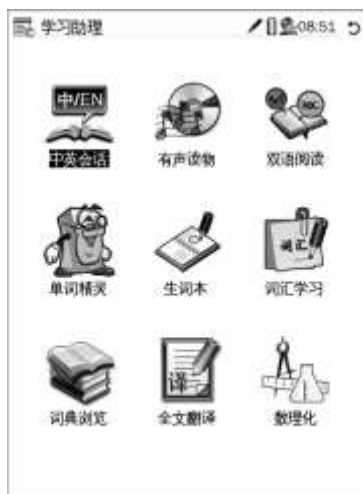 学习助理
08:51
中/EN
ABC
中英会话
有声读物
双语阅读
词汇
单词精灵
生词本
词汇学习
译
词典浏览
全文翻译
数理化